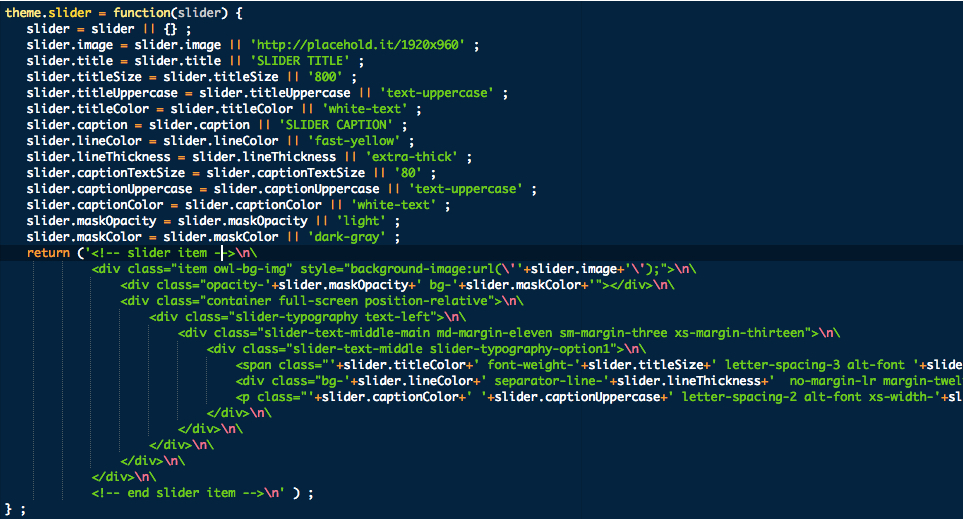 theme.slider = function(slider) {
slider = slider || {} ;
slider.image = slider.image || 'http://placehold.it/1920x960' ;
slider.title = slider.title || 'SLIDER TITLE' ;
slider.titleSize = slider.titleSize || '800' ;
slider.titleUppercase = slider.titleUppercase || 'text-uppercase' ;
slider.titleColor = slider.titleColor || 'white-text' ;
slider.caption = slider.caption || 'SLIDER CAPTION' ;
slider.lineColor = slider.lineColor || 'fast-yellow' ;
slider.lineThickness = slider.lineThickness || 'extra-thick' ;
slider.captionTextSize = slider.captionTextSize || '80' ;
slider.captionUppercase = slider.captionUppercase || 'text-uppercase' ;
slider.captionColor = slider.captionColor || 'white-text' ;
slider.maskOpacity = slider.maskOpacity || 'light' ;
slider.maskColor = slider.maskColor || 'dark-gray' ;
return ('<!-- slider item -->\n\
<div class="item owl-bg-img" style="background-image:url(\''+slider.image+'\');">\n\
<div class="opacity-'+slider.maskOpacity+' bg-'+slider.maskColor+'"></div>\n\
<div class="container full-screen position-relative">\n\
<div class="slider-typography text-left">\n\
<div class="slider-text-middle-main md-margin-eleven sm-margin-three xs-margin-thirteen">\n\
<div class="slider-text-middle slider-typography-option1">\n\
<span class="'+slider.titleColor+' font-weight-'+slider.titleSize+' letter-spacing-3 alt-font '+slide
<div class="bg-'+slider.lineColor+' separator-line-'+slider.lineThickness+'  no-margin-lr margin-twel
<p class="'+slider.captionColor+' '+slider.captionUppercase+' letter-spacing-2 alt-font xs-width-'+sl
</div>\n\
</div>\n\
</div>\n\
</div>\n\
</div>\n\
<!-- end slider item -->\n' ) ;
} ;